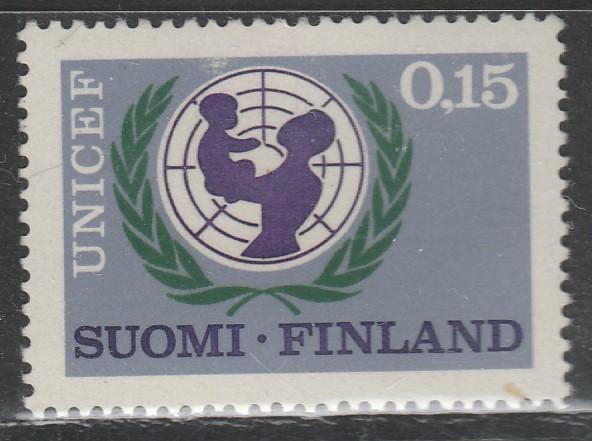 UNICEF
0,15
SUOMI · FINLAND